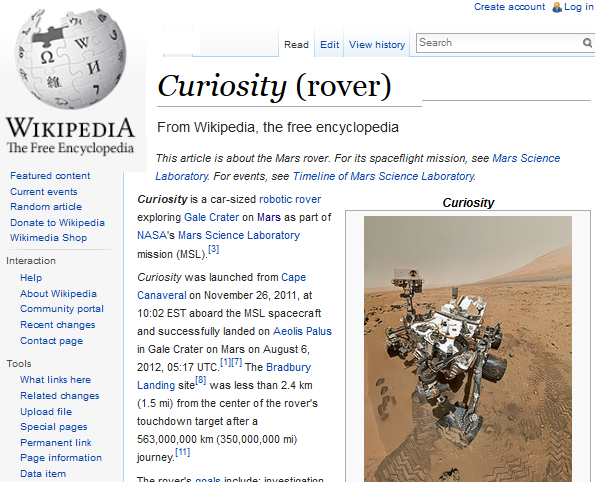 Create account Log in
Read Edit View history Search
WIKIPEDIA
The Free Encyclopedia
Featured content
Current events
Random article
Donate to Wikipedia
Wikimedia Shop
Interaction
Help
About Wikipedia
Community portal
Recent changes
Contact page
Tools
What links here
Related changes
Upload file
Special pages
Permanent link
Page information
Data item
Curiosity (rover)
From Wikipedia, the free encyclopedia
This article is about the Mars rover. For its spaceflight mission, see Mars Science
Laboratory. For events, see Timeline of Mars Science Laboratory.
Curiosity is a car-sized robotic rover
exploring Gale Crater on Mars as part of
NASA's Mars Science Laboratory
mission (MSL).[3]
Curiosity was launched from Cape
Canaveral on November 26, 2011, at
10:02 EST aboard the MSL spacecraft
and successfully landed on Aeolis Palus
in Gale Crater on Mars on August 6,
2012, 05:17 UTC.[1][7] The Bradbury
Landing site[8] was less than 2.4 km
(1.5 mi) from the center of the rover's
touchdown target after a
563,000,000 km (350,000,000 mi)
journey.[11]
The rover's goals include: investigation
Curiosity